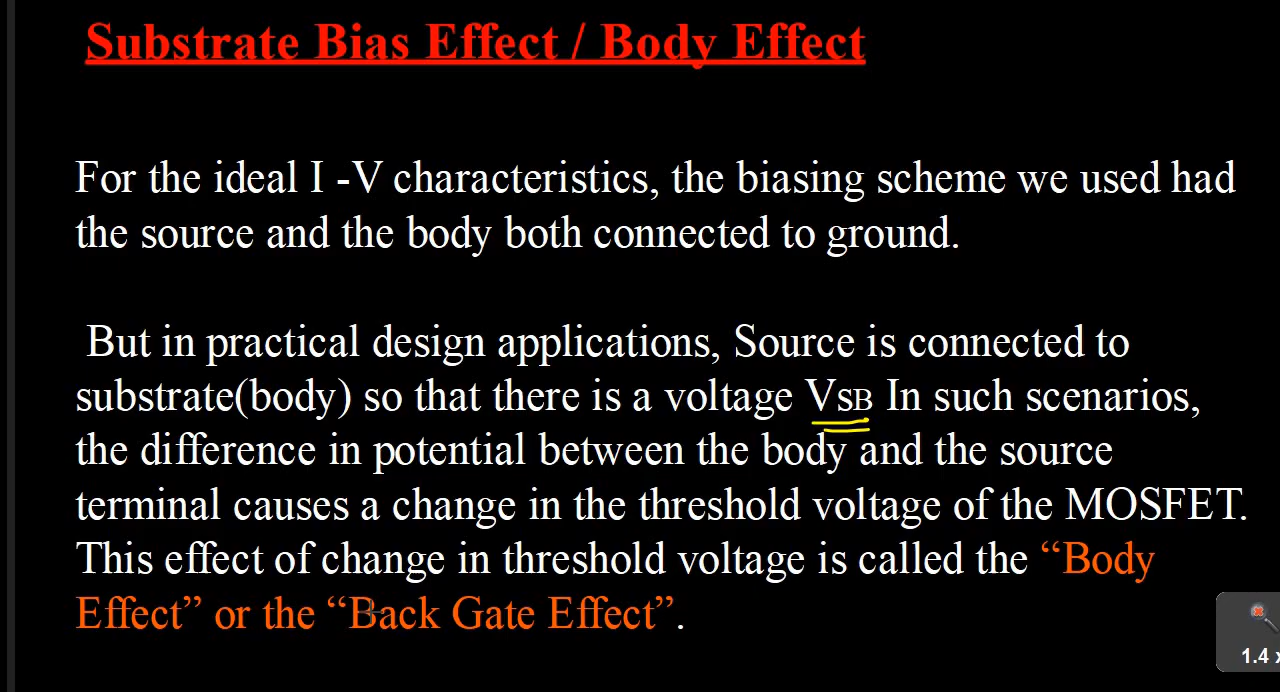 Substrate Bias Effect / Body Effect
For the ideal I -V characteristics, the biasing scheme we used had
the source and the body both connected to ground.
But in practical design applications, Source is connected to
substrate(body) so that there is a voltage VSB In such scenarios,
the difference in potential between the body and the source
terminal causes a change in the threshold voltage of the MOSFET.
This effect of change in threshold voltage is called the “Body
Effect” or the “Back Gate Effect”.
1.4 x